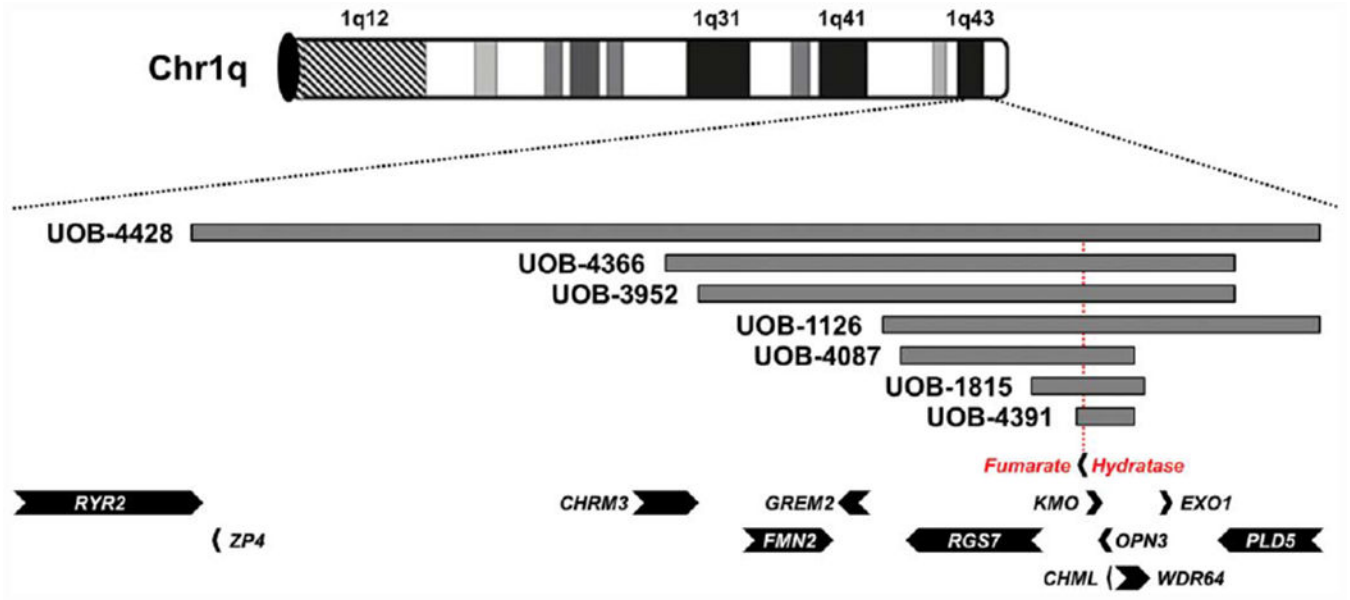 1q12 1q31 1q41 1q43
Chr1q
UOB-4428
UOB-4366
UOB-3952
UOB-1126
UOB-4087
UOB-1815
UOB-4391
Fumarate Hydratase
RYR2 CHRM3 GREM2 KMO EXO1
ZP4 FMN2 RGS7 OPN3 PLD5
CHML WDR64